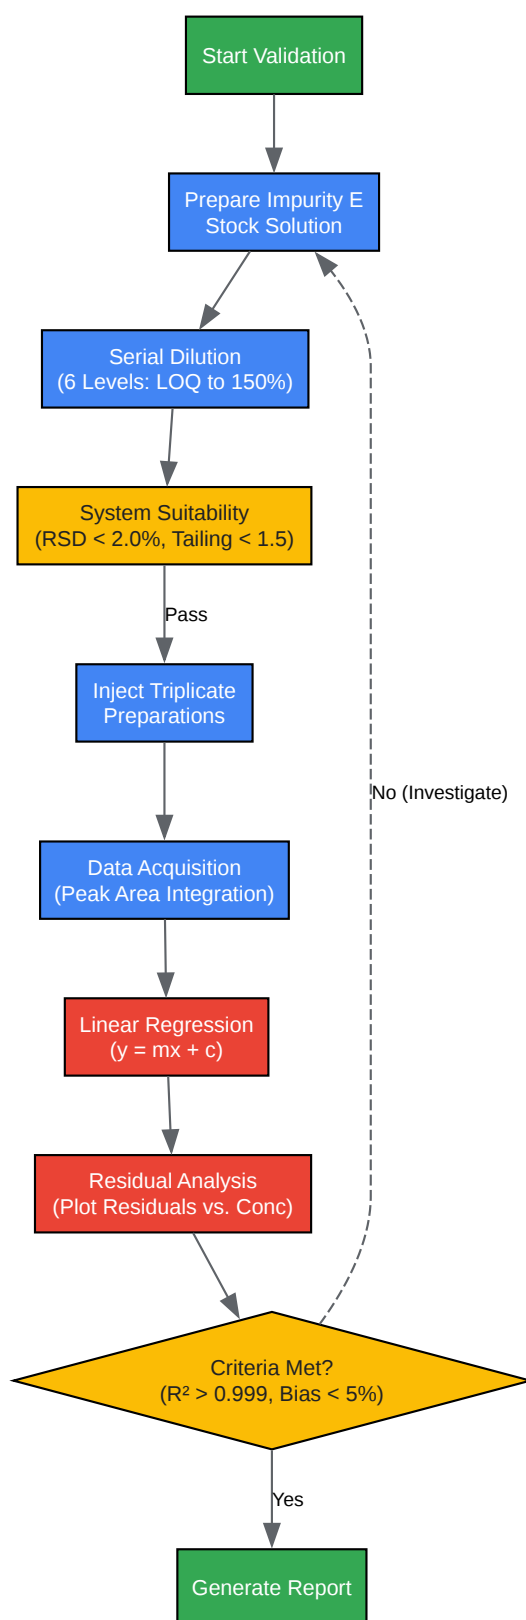 Start Validation
Prepare Impurity E
Stock Solution
Serial Dilution
(6 Levels: LOQ to 150%)
System Suitability
(RSD < 2.0%, Tailing < 1.5)
Pass
Inject Triplicate
Preparations
No (Investigate)
Data Acquisition
(Peak Area Integration)
Linear Regression
(y = mx + c)
Residual Analysis
(Plot Residuals vs. Conc)
Criteria Met?
(R² > 0.999, Bias < 5%)
Yes
Generate Report